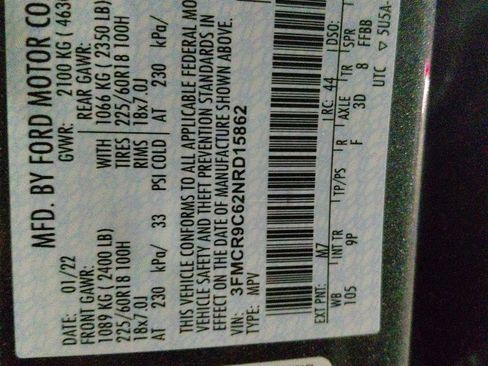 MFD. BY FORD MOTOR CO
DATE: 01/22 GVWR: 2100 KG ( 4630
FRONT GAWR: REAR GAWR:
1089 KG ( 2400 LB) WITH 1066 KG ( 2350 LB)
225/60R18 100H TIRES 225/60R18 100H
18x7.0J RIMS 18x7.0J
AT 230 kPa/ 33 PSI COLD AT 230 kPa/
THIS VEHICLE CONFORMS TO ALL APPLICABLE FEDERAL MO
VEHICLE SAFETY AND THEFT PREVENTION STANDARDS IN
EFFECT ON THE DATE OF MANUFACTURE SHOWN ABOVE.
VIN: 3FMCR9C62NRD15862
TYPE: MPV
EXT PNT: M7 RC: 44 DSO:
WB INT TR TP/PS R AXLE TR SPR
105 9P F 3D 8 FFBB
UTC ▽ 5U5A-